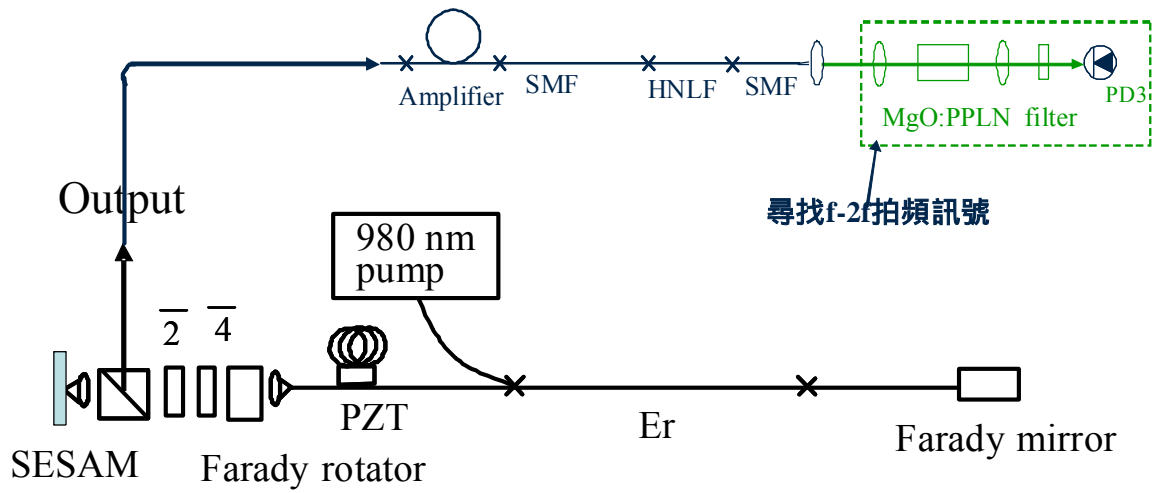 Amplifier
SMF
HNLF
SMF
PD3
MgO:PPLN filter
Output
尋找f-2f拍頻訊號
980 nm
pump
2
4
PZT
Er
SESAM
Farady rotator
Farady mirror